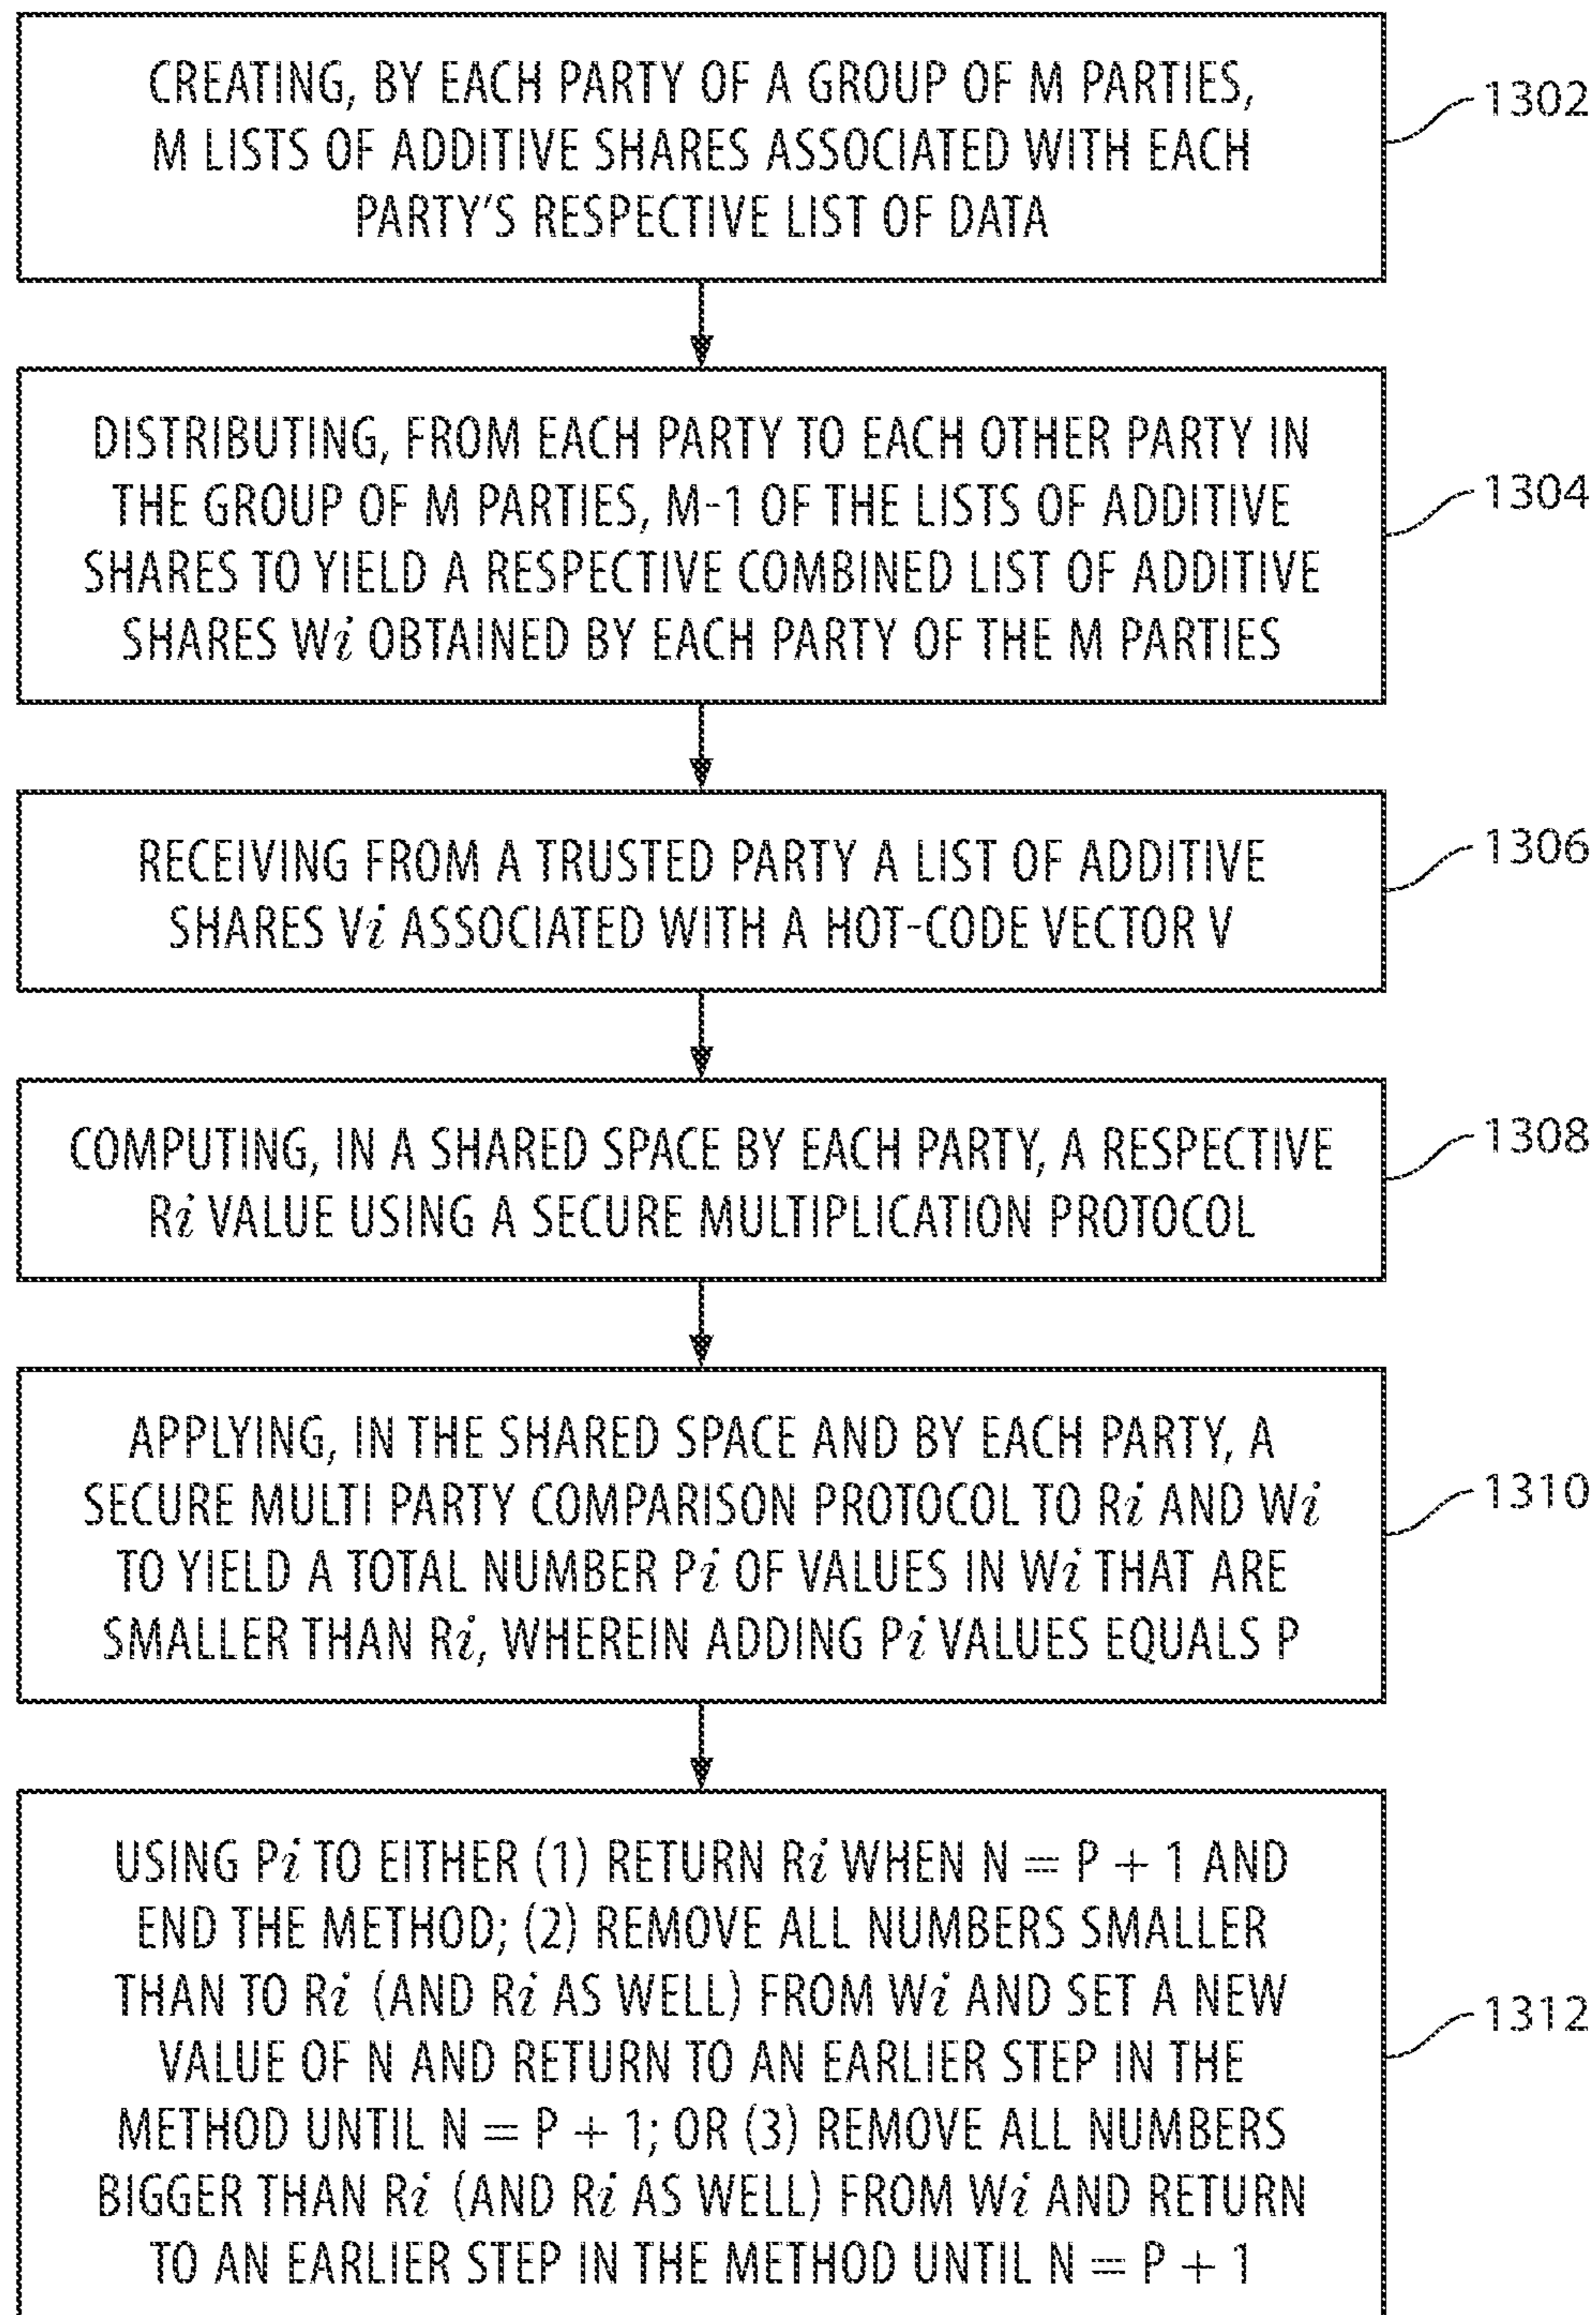 CREATING, BY EACH PARTY OF A GROUP OF M PARTIES,
M LISTS OF ADDITIVE SHARES ASSOCIATED WITH EACH
PARTY'S RESPECTIVE LIST OF DATA
1302
DISTRIBUTING, FROM EACH PARTY TO EACH OTHER PARTY IN
THE GROUP OF M PARTIES, M-1 OF THE LISTS OF ADDITIVE
SHARES TO YIELD A RESPECTIVE COMBINED LIST OF ADDITIVE
SHARES Wi OBTAINED BY EACH PARTY OF THE M PARTIES
1304
RECEIVING FROM A TRUSTED PARTY A LIST OF ADDITIVE
SHARES Vi ASSOCIATED WITH A HOT-CODE VECTOR V
1306
COMPUTING, IN A SHARED SPACE BY EACH PARTY, A RESPECTIVE
Ri VALUE USING A SECURE MULTIPLICATION PROTOCOL
1308
APPLYING, IN THE SHARED SPACE AND BY EACH PARTY, A
SECURE MULTI PARTY COMPARISON PROTOCOL TO Ri AND Wi
TO YIELD A TOTAL NUMBER Pi OF VALUES IN Wi THAT ARE
SMALLER THAN Ri, WHEREIN ADDING Pi VALUES EQUALS P
1310
USING Pi TO EITHER (1) RETURN Ri WHEN N = P + 1 AND
END THE METHOD; (2) REMOVE ALL NUMBERS SMALLER
THAN TO Ri (AND Ri AS WELL) FROM Wi AND SET A NEW
VALUE OF N AND RETURN TO AN EARLIER STEP IN THE
METHOD UNTIL N = P + 1; OR (3) REMOVE ALL NUMBERS
BIGGER THAN Ri (AND Ri AS WELL) FROM Wi AND RETURN
TO AN EARLIER STEP IN THE METHOD UNTIL N = P + 1
1312